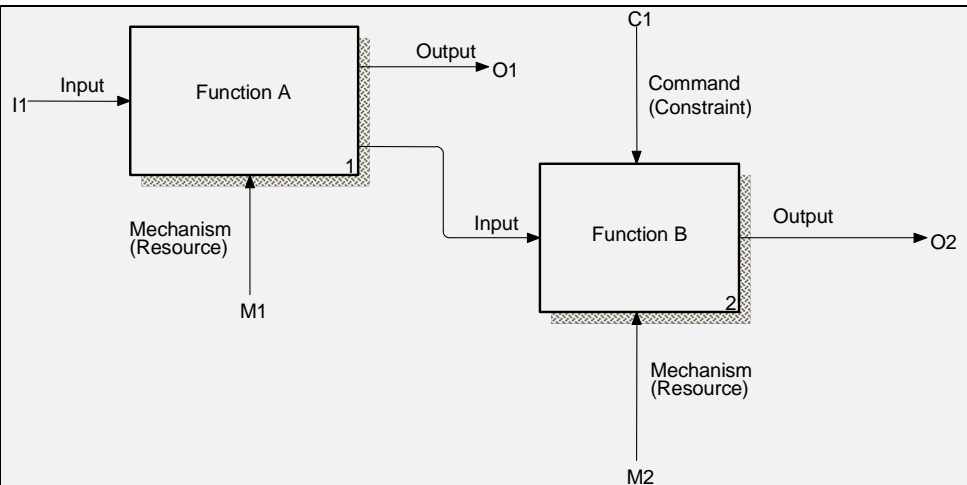 C1
Output
O1
Input
I1
Function A
Command
(Constraint)
1
Mechanism
(Resource)
M1
Input
Function B
Output
O2
2
Mechanism
(Resource)
M2